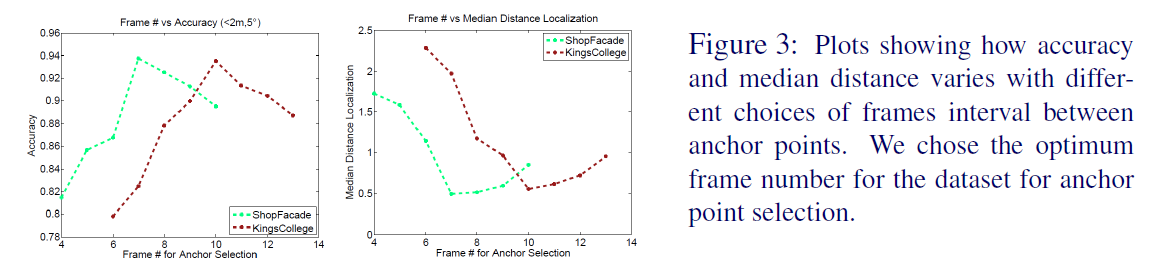 Frame # vs Accuracy (<2m,5°)
0.96
0.94
0.92
0.9
0.88
0.86
0.84
0.82
0.8
0.78
Accuracy
4 6 8 10 12 14
Frame # for Anchor Selection
ShopFacade
KingsCollege
Frame # vs Median Distance Localization
2.5
2
1.5
1
0.5
0
Median Distance Localization
4 6 8 10 12 14
Frame # for Anchor Selection
ShopFacade
KingsCollege
Figure 3: Plots showing how accuracy
and median distance varies with differ-
ent choices of frames interval between
anchor points. We chose the optimum
frame number for the dataset for anchor
point selection.